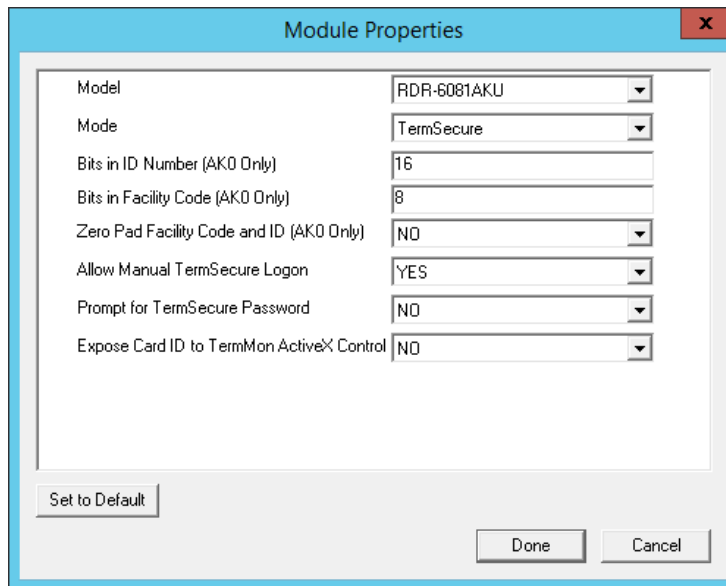 Module Properties
x
Model RDR-6081AKU
Mode TermSecure
Bits in ID Number (AK0 Only) 16
Bits in Facility Code (AK0 Only) 8
Zero Pad Facility Code and ID (AK0 Only) NO
Allow Manual TermSecure Logon YES
Prompt for TermSecure Password NO
Expose Card ID to TermMon ActiveX Control NO
Set to Default
Done Cancel